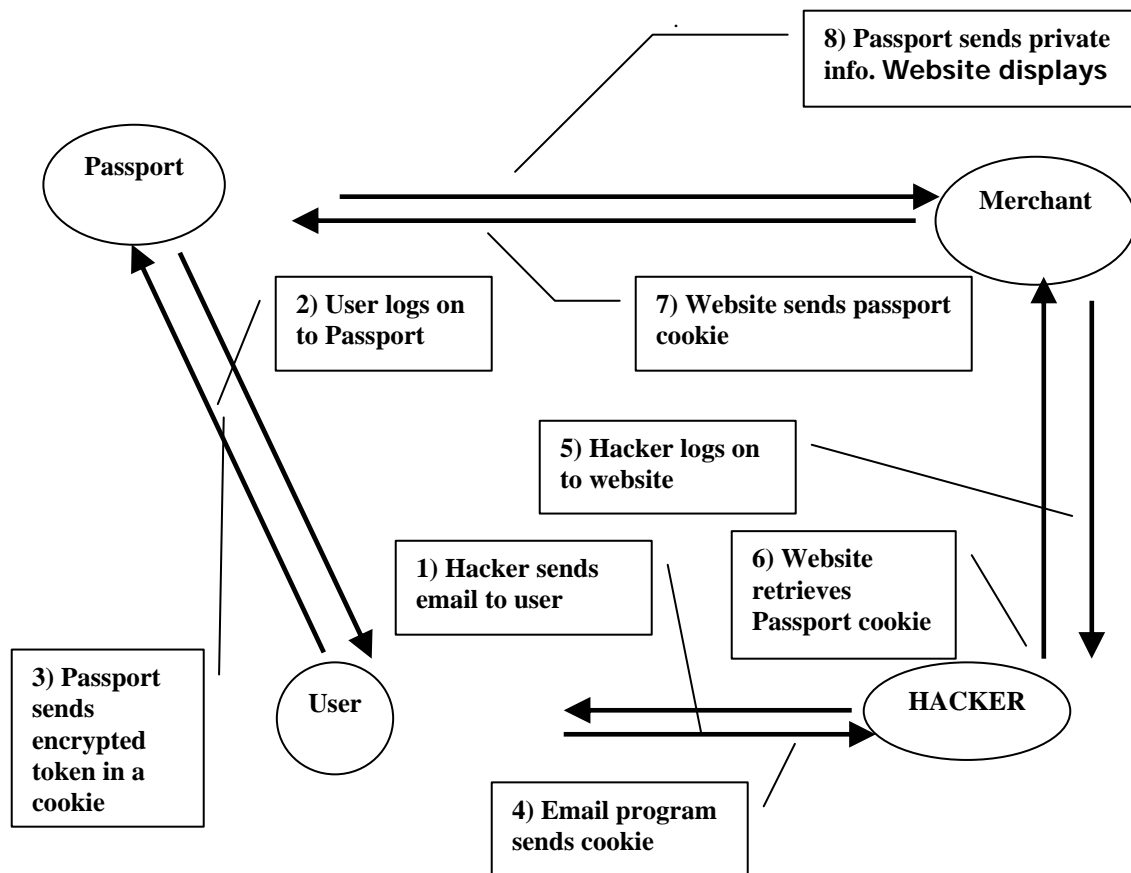 8) Passport sends private
info. Website displays
Passport
Merchant
2) User logs on
to Passport
7) Website sends passport
cookie
5) Hacker logs on
to website
1) Hacker sends
email to user
6) Website
retrieves
Passport cookie
3) Passport
sends
encrypted
token in a
cookie
User
HACKER
4) Email program
sends cookie